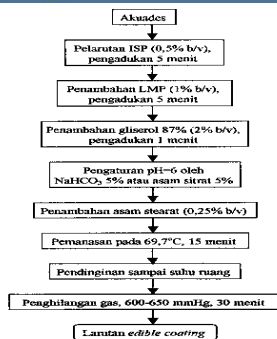 Akuades
Pelarutan ISP (0,5% b/v),
pengadukan 5 menit
Penambahan LMP (1% b/v),
pengadukan 5 menit
Penambahan gliserol 87% (2% b/v),
pengadukan 1 menit
Pengaturan pH=6 oleh
NaHCO₃ 5% atau asam sitrat 5%
Penambahan asam stearat (0,25% b/v)
Pemanasan pada 69,7°C, 15 menit
Pendinginan sampai suhu ruang
Penghilangan gas, 600-650 mmHg, 30 menit
Larutan edible coating